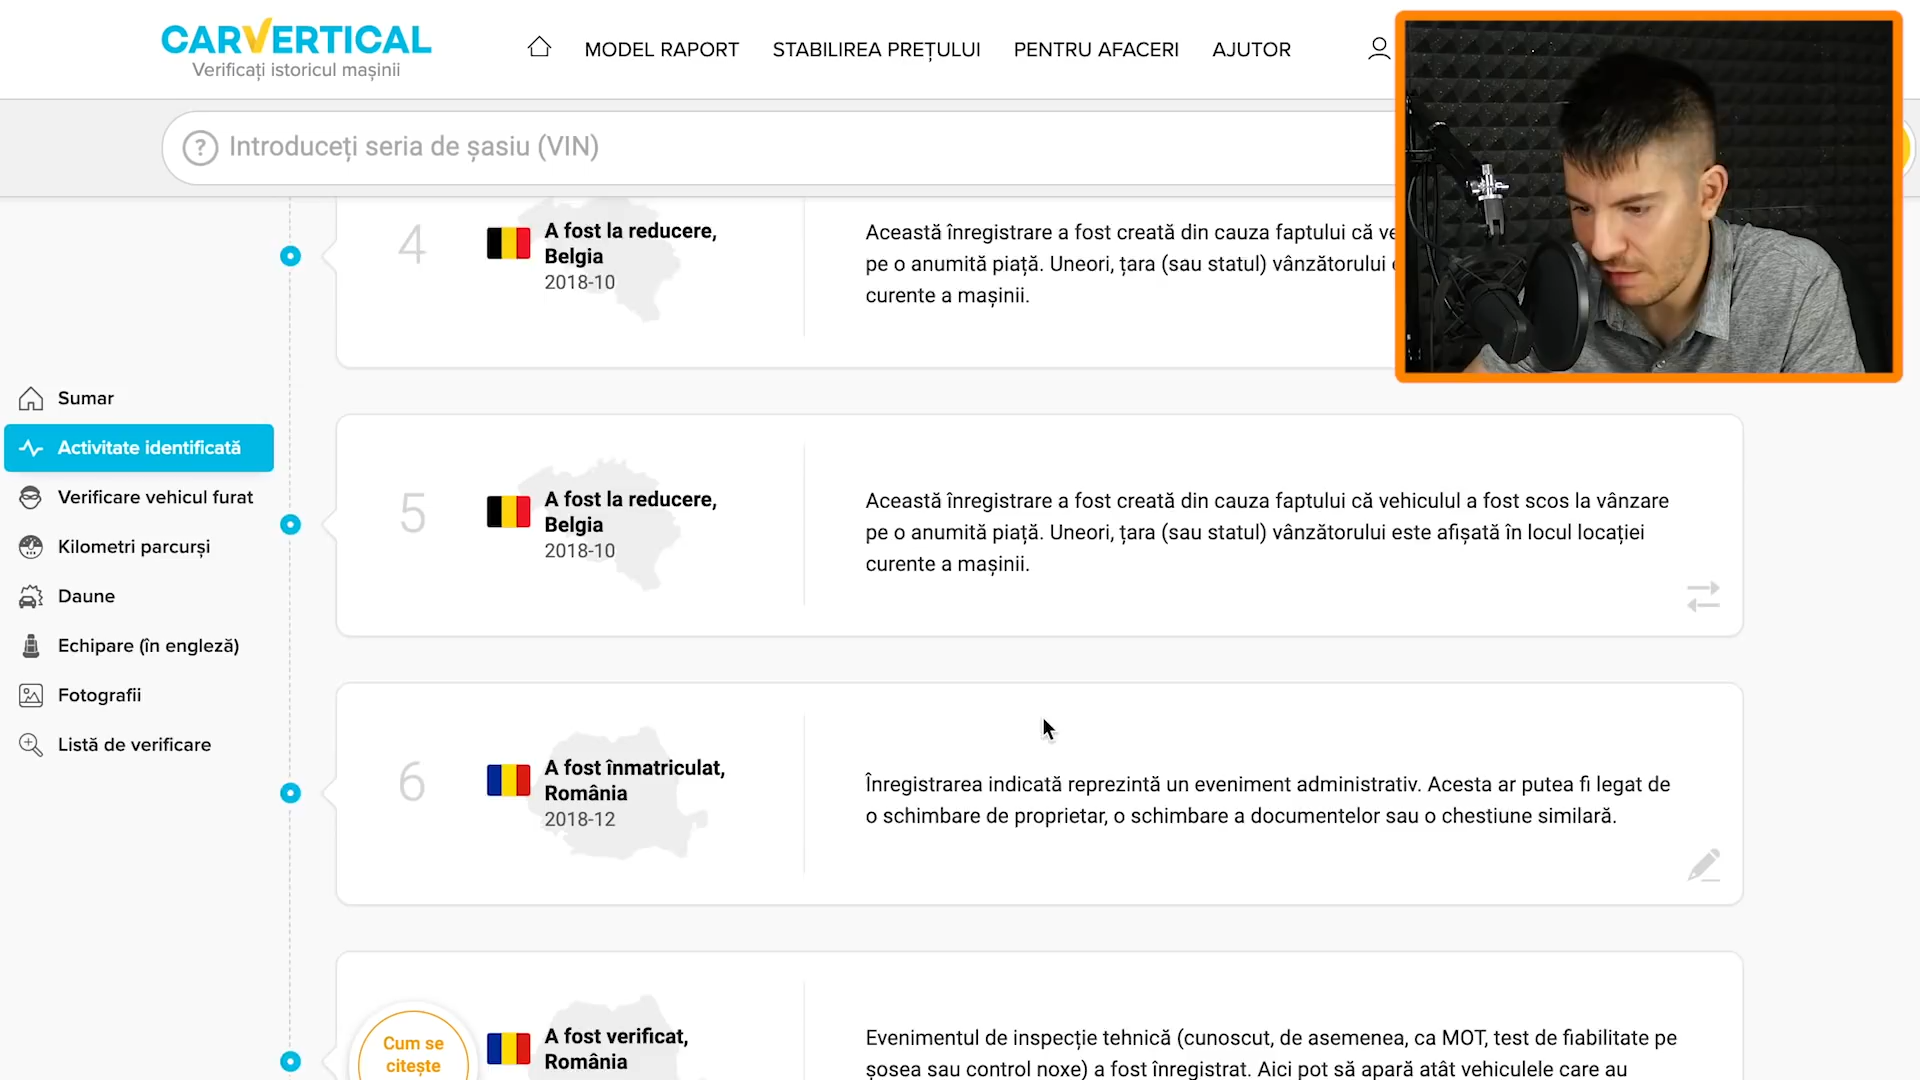 CARVERTICAL
Verificați istoricul mașinii
MODEL RAPORT
STABILIREA PREȚULUI
PENTRU AFACERI
AJUTOR
? Introduceți seria de șasiu (VIN)
Sumar
Activitate identificată
Verificare vehicul furat
Kilometri parcurși
Daune
Echipare (în engleză)
Fotografii
Listă de verificare
4
A fost la reducere,
Belgia
2018-10
Această înregistrare a fost creată din cauza faptului că
pe o anumită piață. Uneori, țara (sau statul) vânzătorului
curente a mașinii.
5
A fost la reducere,
Belgia
2018-10
Această înregistrare a fost creată din cauza faptului că vehiculul a fost scos la vânzare
pe o anumită piață. Uneori, țara (sau statul) vânzătorului este afișată în locul locației
curente a mașinii.
6
A fost înmatriculat,
România
2018-12
Înregistrarea indicată reprezintă un eveniment administrativ. Acesta ar putea fi legat de
o schimbare de proprietar, o schimbare a documentelor sau o chestiune similară.
Cum se
citește
A fost verificat,
România
Evenimentul de inspecție tehnică (cunoscut, de asemenea, ca MOT, test de fiabilitate pe
șosea sau control noxe) a fost înregistrat. Aici pot să apară atât vehiculele care au